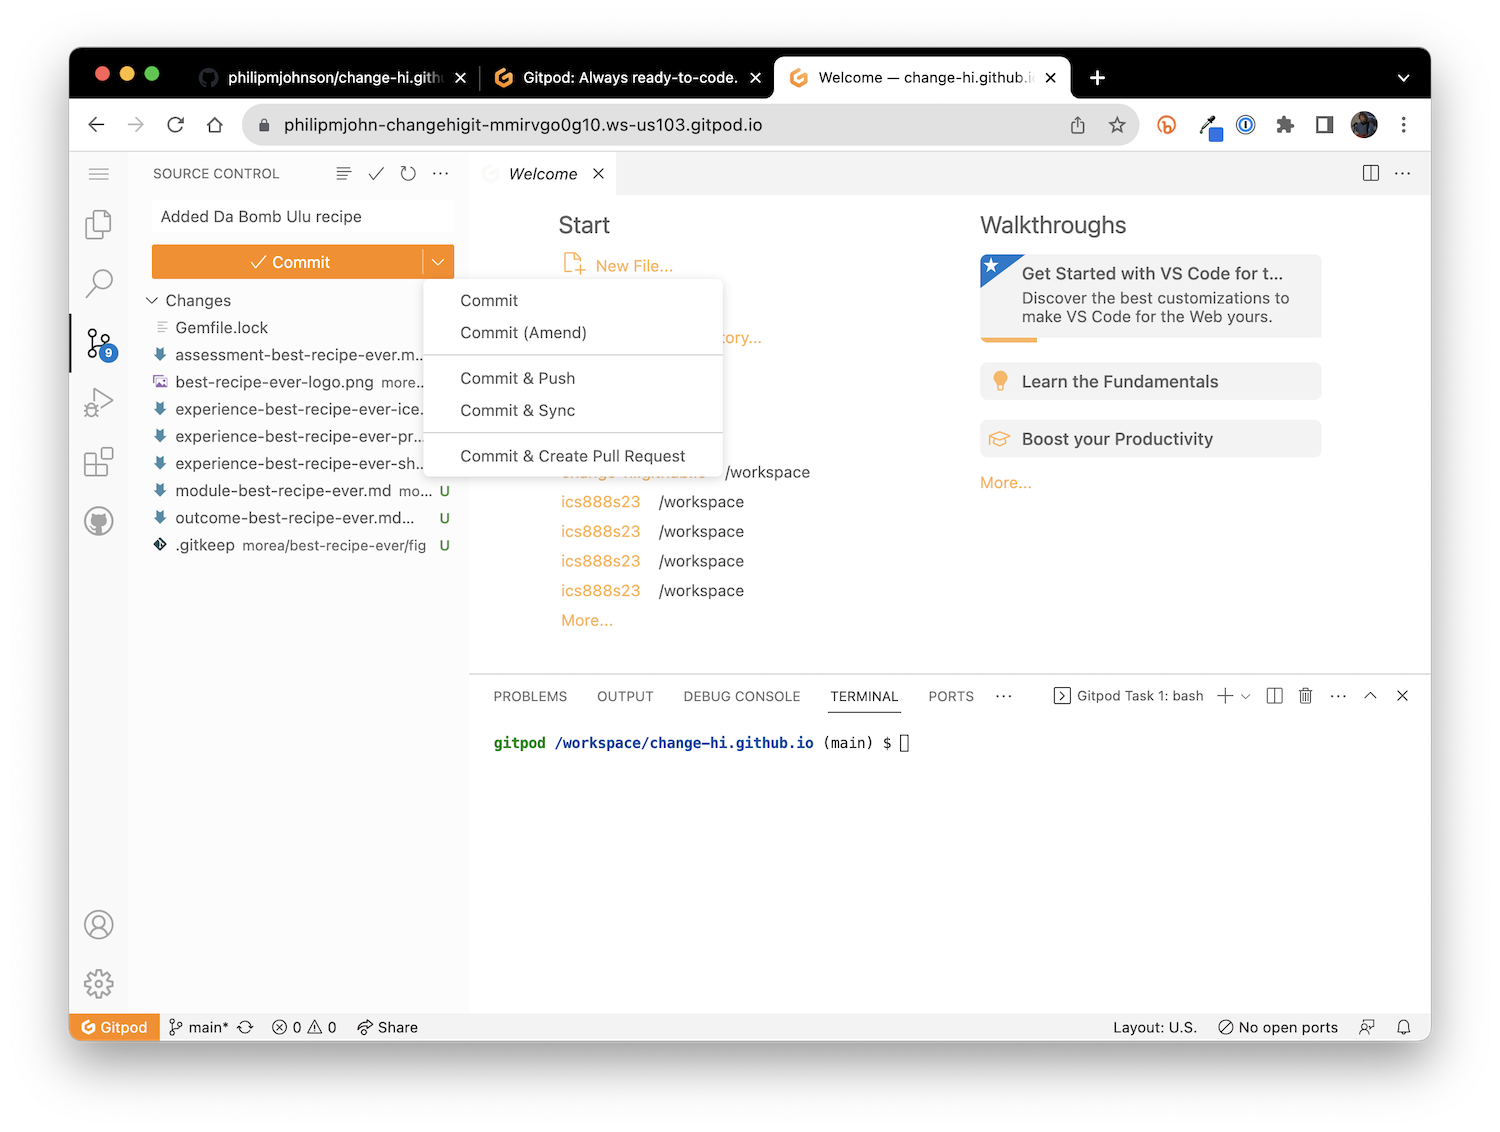 philipmjohnson/change-hi.gith
Gitpod: Always ready-to-code.
Welcome — change-hi.github.i
philipmjohn-changehigit-mmirvgo0g10.ws-us103.gitpod.io
SOURCE CONTROL
Welcome
Added Da Bomb Ulu recipe
Commit
Changes
Gemfile.lock
assessment-best-recipe-ever.m...
best-recipe-ever-logo.png more...
experience-best-recipe-ever-ice...
experience-best-recipe-ever-pr...
experience-best-recipe-ever-sh...
module-best-recipe-ever.md mo... U
outcome-best-recipe-ever.md... U
.gitkeep morea/best-recipe-ever/fig U
9
Commit
Commit (Amend)
Commit & Push
Commit & Sync
Commit & Create Pull Request
Start
New File...
ory...
/workspace
ics888s23 /workspace
ics888s23 /workspace
ics888s23 /workspace
ics888s23 /workspace
More...
Walkthroughs
Get Started with VS Code for t...
Discover the best customizations to
make VS Code for the Web yours.
Learn the Fundamentals
Boost your Productivity
More...
PROBLEMS OUTPUT DEBUG CONSOLE TERMINAL PORTS ... Gitpod Task 1: bash
gitpod /workspace/change-hi.github.io (main) $
Gitpod main* 0 0 Share Layout: U.S. No open ports